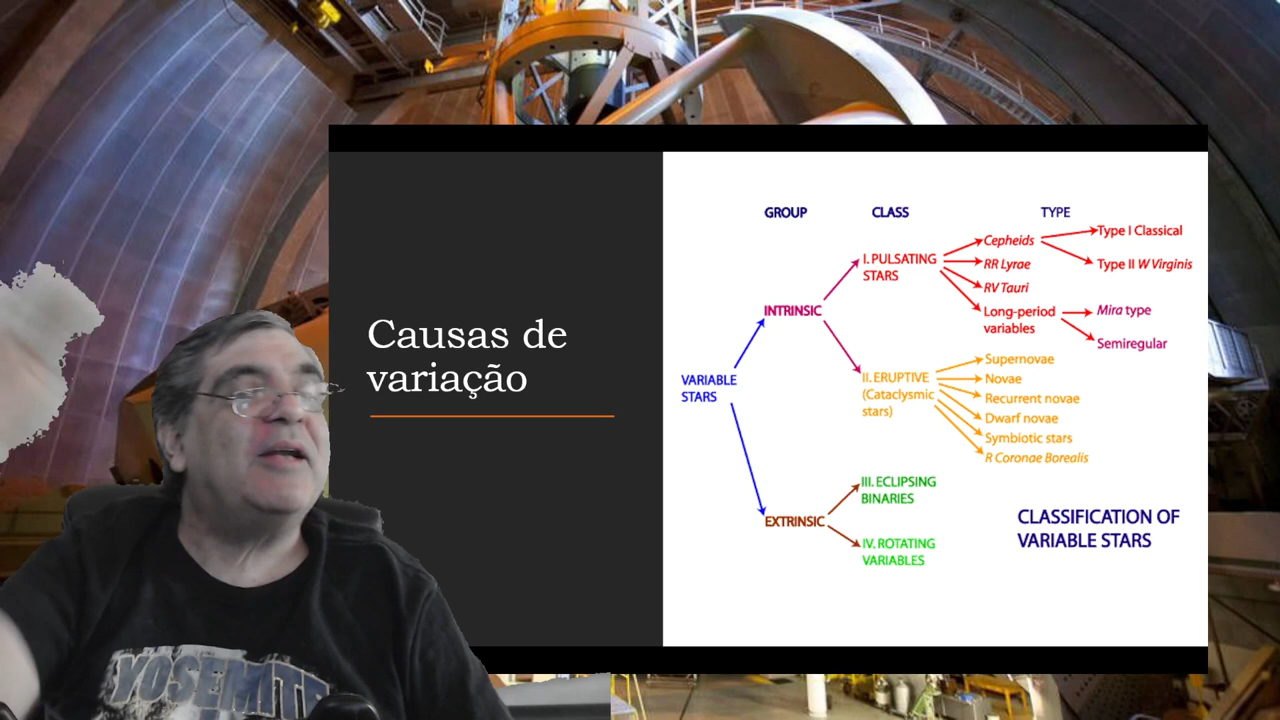 Causas de
variação
GROUP CLASS TYPE
VARIABLE
STARS
INTRINSIC
EXTRINSIC
I. PULSATING
STARS
II. ERUPTIVE
(Cataclysmic
stars)
III. ECLIPSING
BINARIES
IV. ROTATING
VARIABLES
Cepheids
RR Lyrae
RV Tauri
Long-period
variables
Type I Classical
Type II W Virginis
Mira type
Semiregular
Supernovae
Novae
Recurrent novae
Dwarf novae
Symbiotic stars
R Coronae Borealis
CLASSIFICATION OF
VARIABLE STARS
YOSEMITE